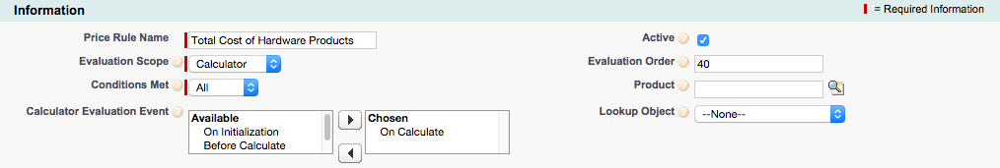 Information
= Required Information
Price Rule Name Total Cost of Hardware Products
Active
Evaluation Scope ? Calculator
Evaluation Order ? 40
Conditions Met ? All
Product ?
Calculator Evaluation Event ?
Available
On Initialization
Before Calculate
Chosen
On Calculate
Lookup Object ? --None--